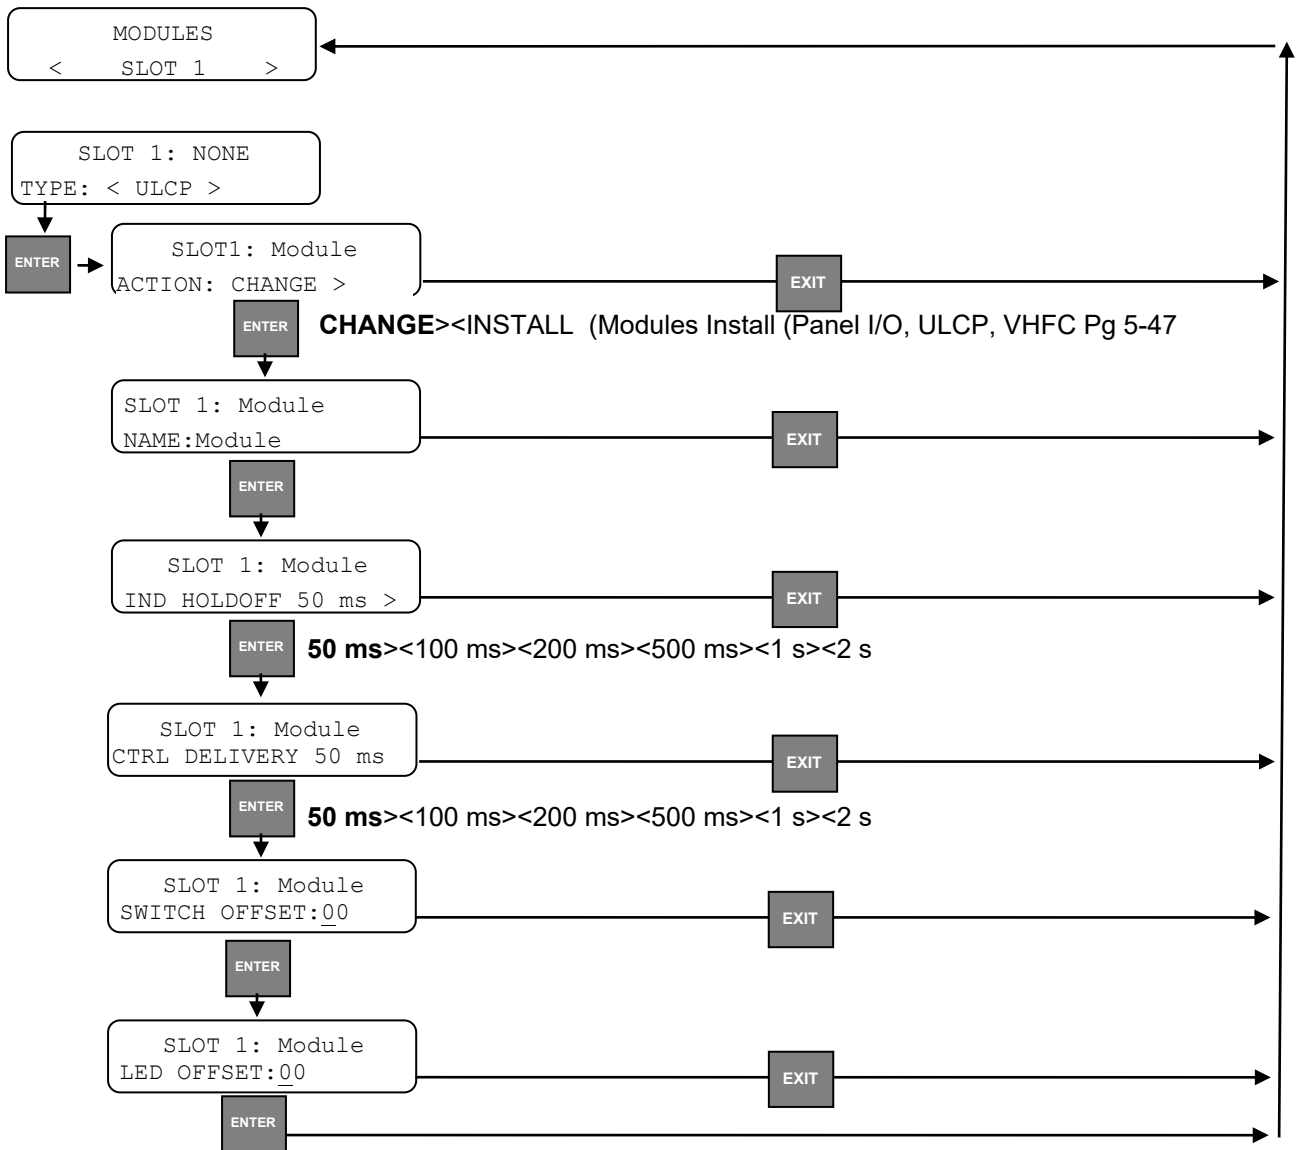 MODULES
< SLOT 1 >
SLOT 1: NONE
TYPE: < ULCP >
ENTER
SLOT1: Module
ACTION: CHANGE >
EXIT
ENTER
CHANGE><INSTALL (Modules Install (Panel I/O, ULCP, VHFC Pg 5-47
SLOT 1: Module
NAME:Module
EXIT
ENTER
SLOT 1: Module
IND HOLDOFF 50 ms >
EXIT
ENTER
50 ms><100 ms><200 ms><500 ms><1 s><2 s
SLOT 1: Module
CTRL DELIVERY 50 ms
EXIT
ENTER
50 ms><100 ms><200 ms><500 ms><1 s><2 s
SLOT 1: Module
SWITCH OFFSET:00
EXIT
ENTER
SLOT 1: Module
LED OFFSET:00
EXIT
ENTER